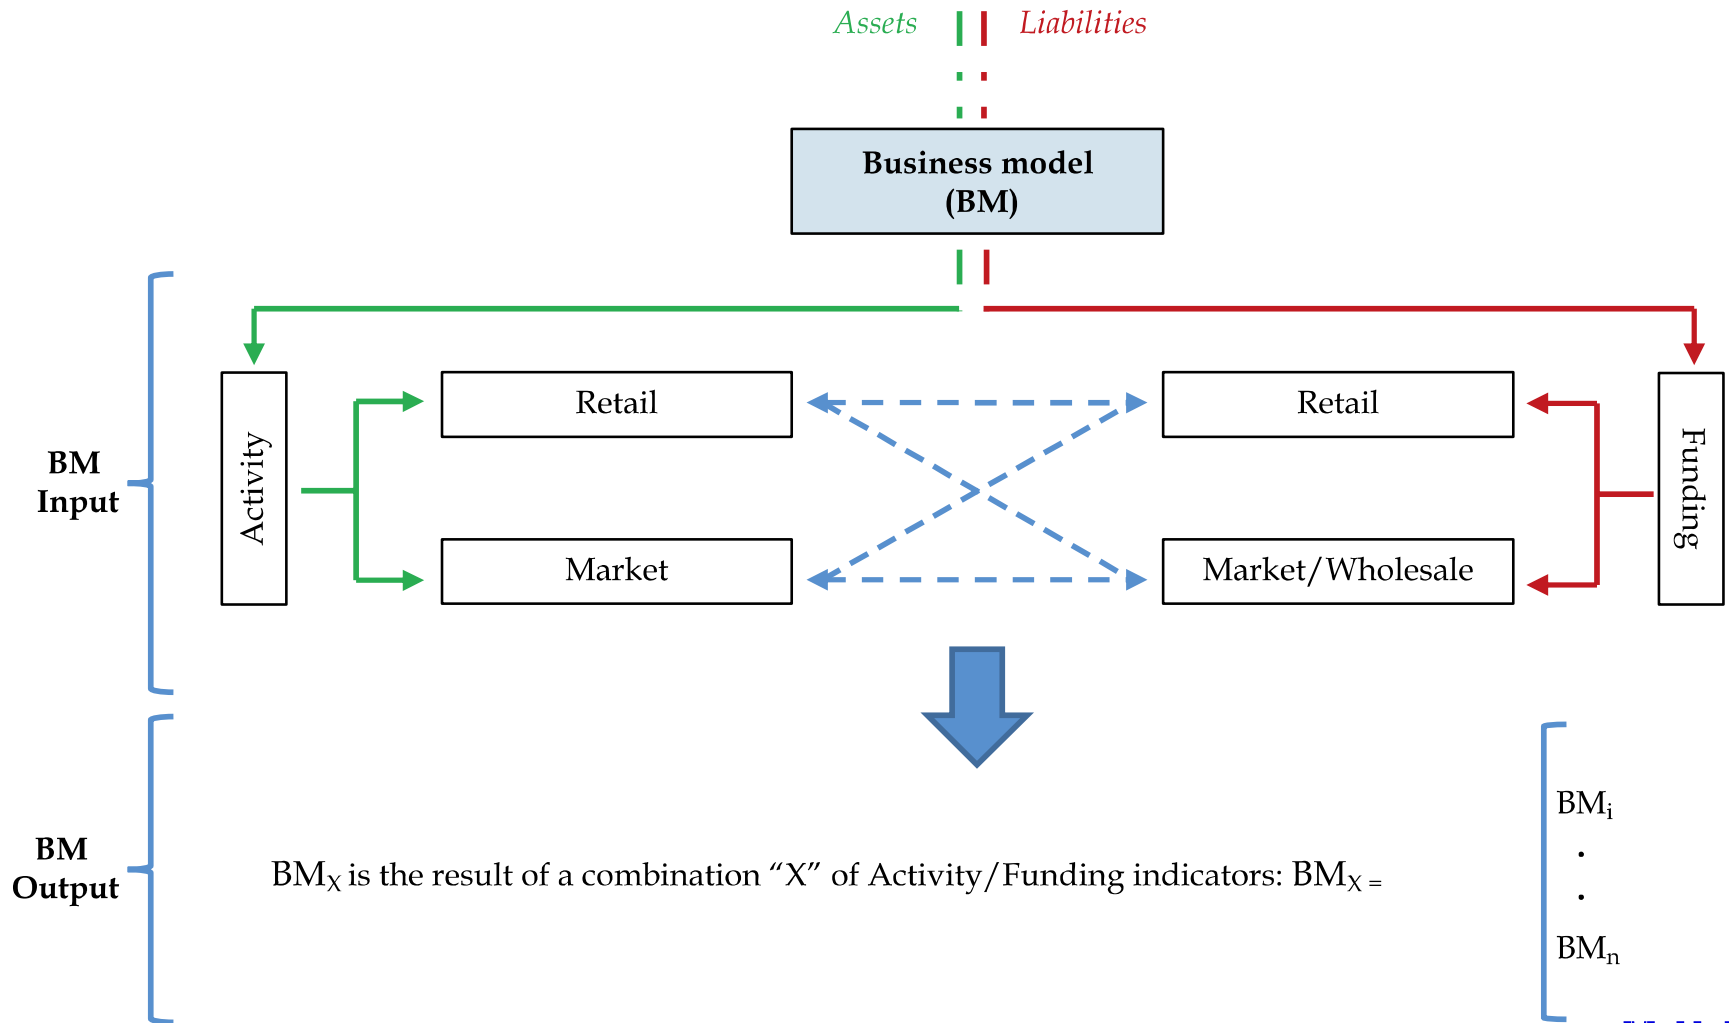 Assets
Liabilities
Business model
(BM)
Retail
Retail
Activity
Funding
BM
Input
Market
Market/Wholesale
BMi
BM
Output
BMX is the result of a combination “X” of Activity/Funding indicators: BMX =
.
.
BMn